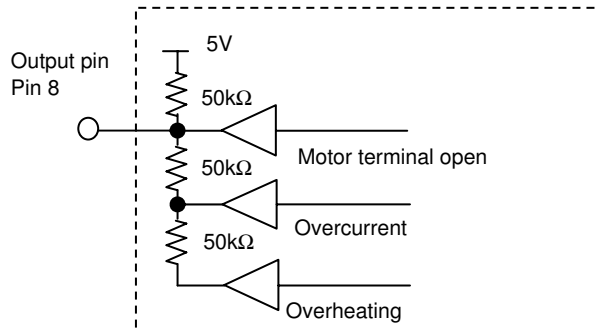 5V
Output pin
Pin 8
50kΩ
Motor terminal open
50kΩ
Overcurrent
50kΩ
Overheating